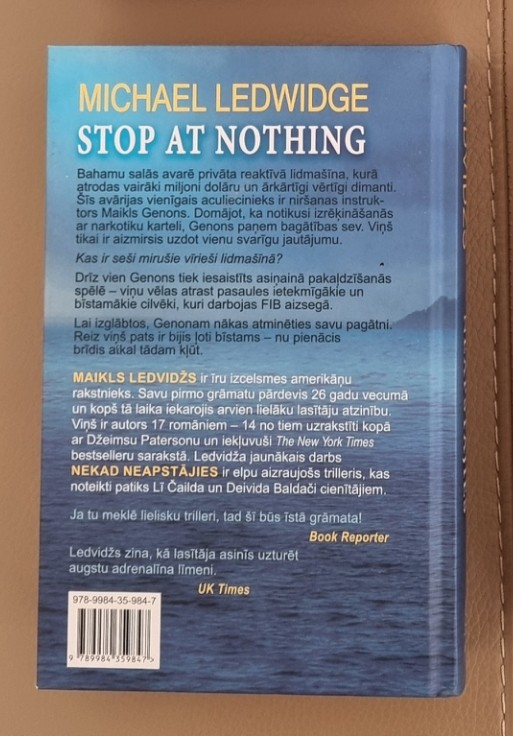 MICHAEL LEDWIDGE
STOP AT NOTHING
Bahamu salās avarē privāta reaktīvā lidmašīna, kurā
atrodas vairāki miljoni dolāru un ārkārtīgi vērtīgi dimanti.
Šīs avārijas vienīgais aculiecinieks ir niršanas instruk-
tors Maikls Genons. Domājot, ka notikusi izrēķināšanās
ar narkotiku karteli, Genons paņem bagātības sev. Viņš
tikai ir aizmirsis uzdot vienu svarīgu jautājumu.
Kas ir seši mirušie vīrieši lidmašīnā?
Drīz vien Genons tiek iesaistīts asiņainā pakaļdzīšanās
spēlē – viņu vēlas atrast pasaules ietekmīgākie un
bīstamākie cilvēki, kuri darbojas FIB aizsegā.
Lai izglābtos, Genonam nākas atminēties savu pagātni.
Reiz viņš pats ir bijis ļoti bīstams – nu pienācis
brīdis atkal tādam kļūt.
MAIKLS LEDVIDŽS ir īru izcelsmes amerikāņu
rakstnieks. Savu pirmo grāmatu pārdevis 26 gadu vecumā
un kopš tā laika iekarojis arvien lielāku lasītāju atzinību.
Viņš ir autors 17 romāniem – 14 no tiem uzrakstīti kopā
ar Džeimsu Patersonu un iekļuvuši The New York Times
bestselleru sarakstā. Ledvidža jaunākais darbs
NEKAD NEAPSTĀJIES ir elpu aizraujošs trilleris, kas
noteikti patiks Lī Čailda un Deivida Baldači cienītājiem.
Ja tu meklē lielisku trilleri, tad šī būs īstā grāmata!
Book Reporter
Ledvidžs zina, kā lasītāja asinīs uzturēt
augstu adrenalīna līmeni.
UK Times
978-9984-35-984-7
9 789984 359847 >